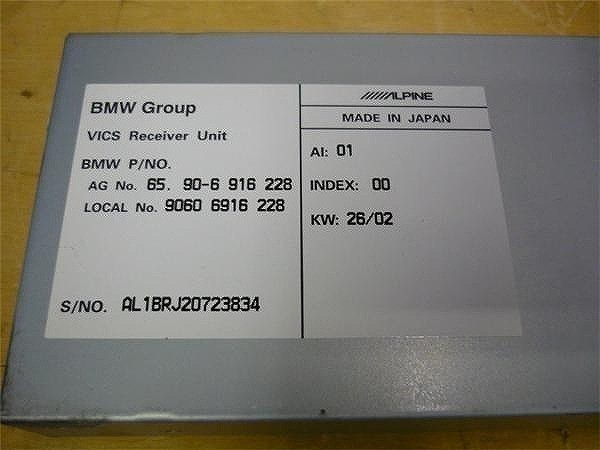 BMW Group
VICS Receiver Unit
BMW P/NO.
AG No. 65. 90-6 916 228
LOCAL No. 9060 6916 228
S/NO. AL1BRJ20723834
ALPINE
MADE IN JAPAN
AI: 01
INDEX: 00
KW: 26/02